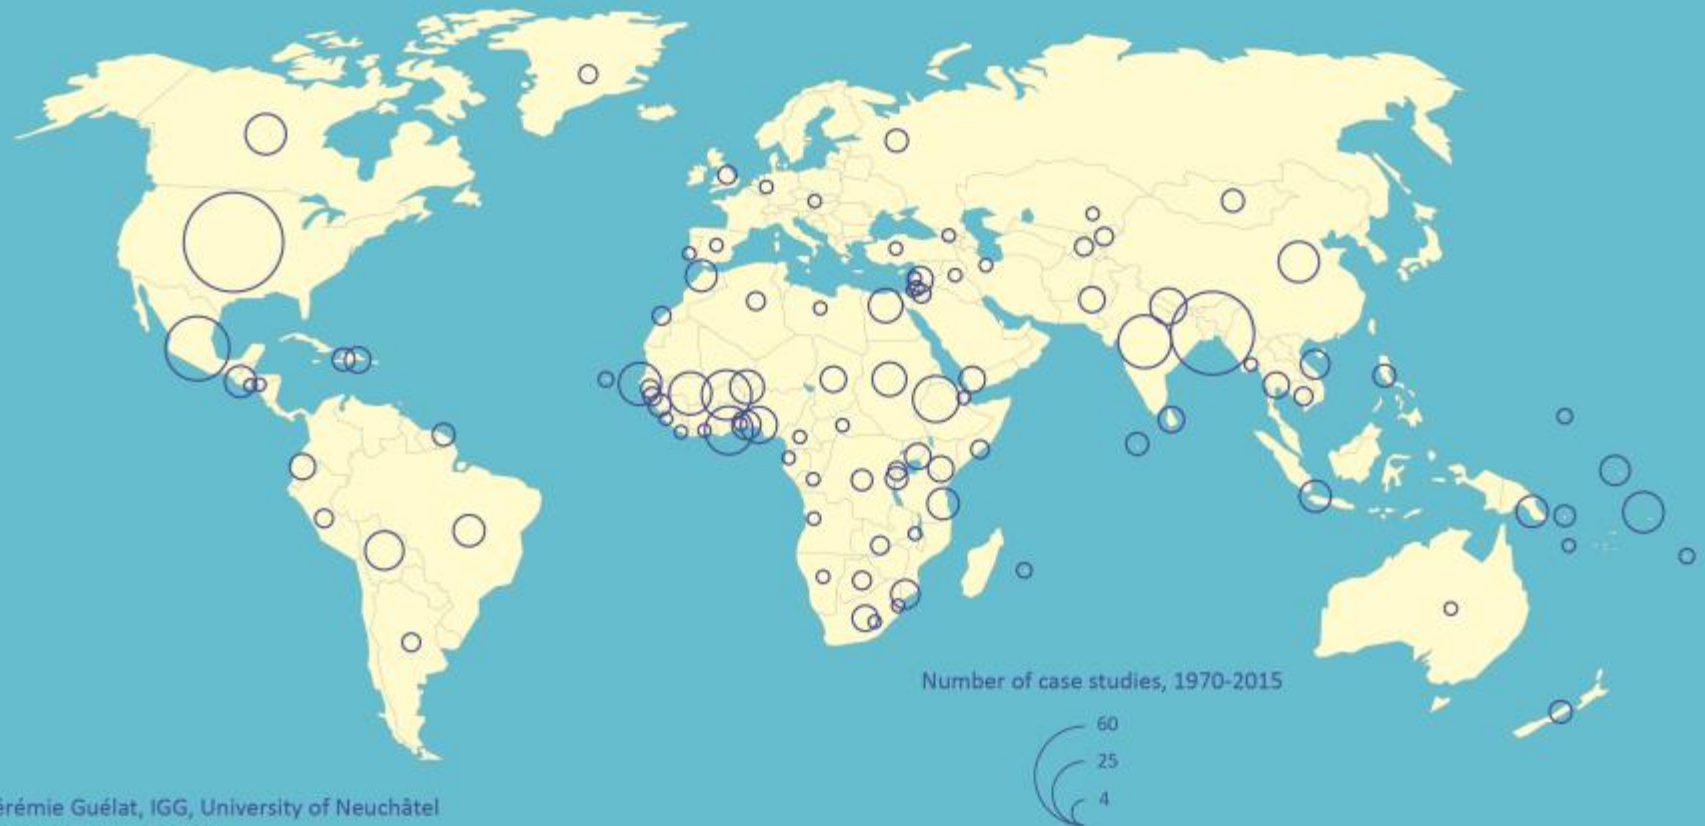 Number of case studies, 1970-2015
60
25
4
érémie Guélat, IGG, University of Neuchâtel